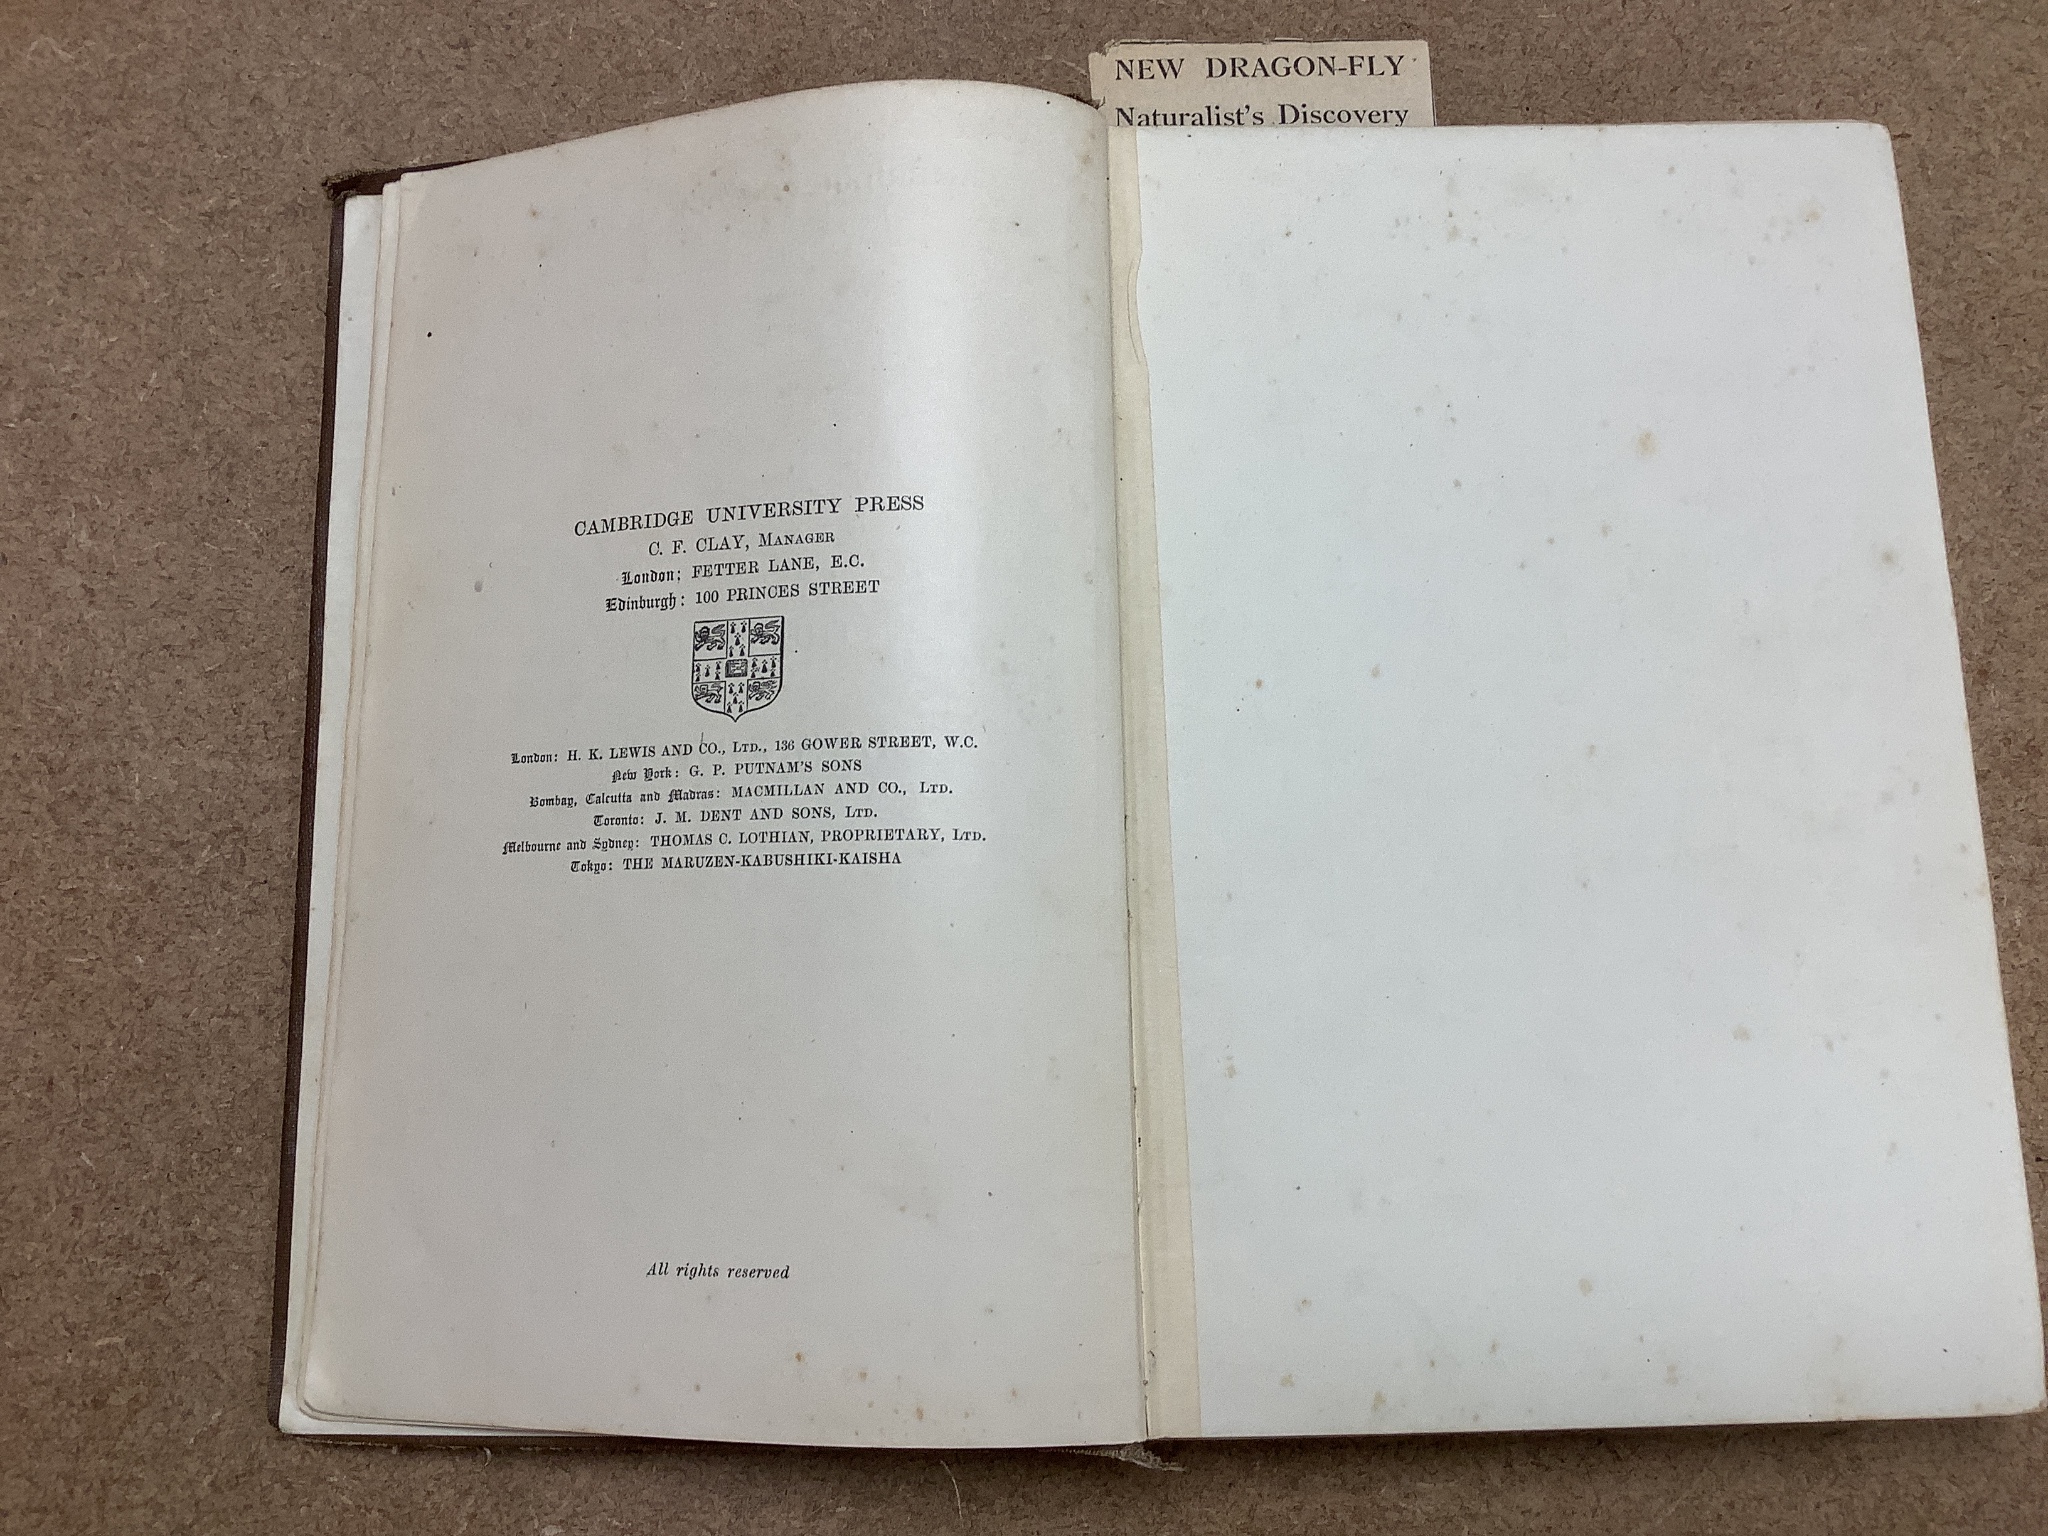 NEW DRAGON-FLY
Naturalist's Discovery
CAMBRIDGE UNIVERSITY PRESS
C. F. CLAY, MANAGER
London: FETTER LANE, E.C.
Edinburgh: 100 PRINCES STREET
London: H. K. LEWIS AND CO., LTD., 136 GOWER STREET, W.C.
New York: G. P. PUTNAM'S SONS
Bombay, Calcutta and Madras: MACMILLAN AND CO., LTD.
Toronto: J. M. DENT AND SONS, LTD.
Melbourne and Sydney: THOMAS C. LOTHIAN, PROPRIETARY, LTD.
Tokyo: THE MARUZEN-KABUSHIKI-KAISHA
All rights reserved